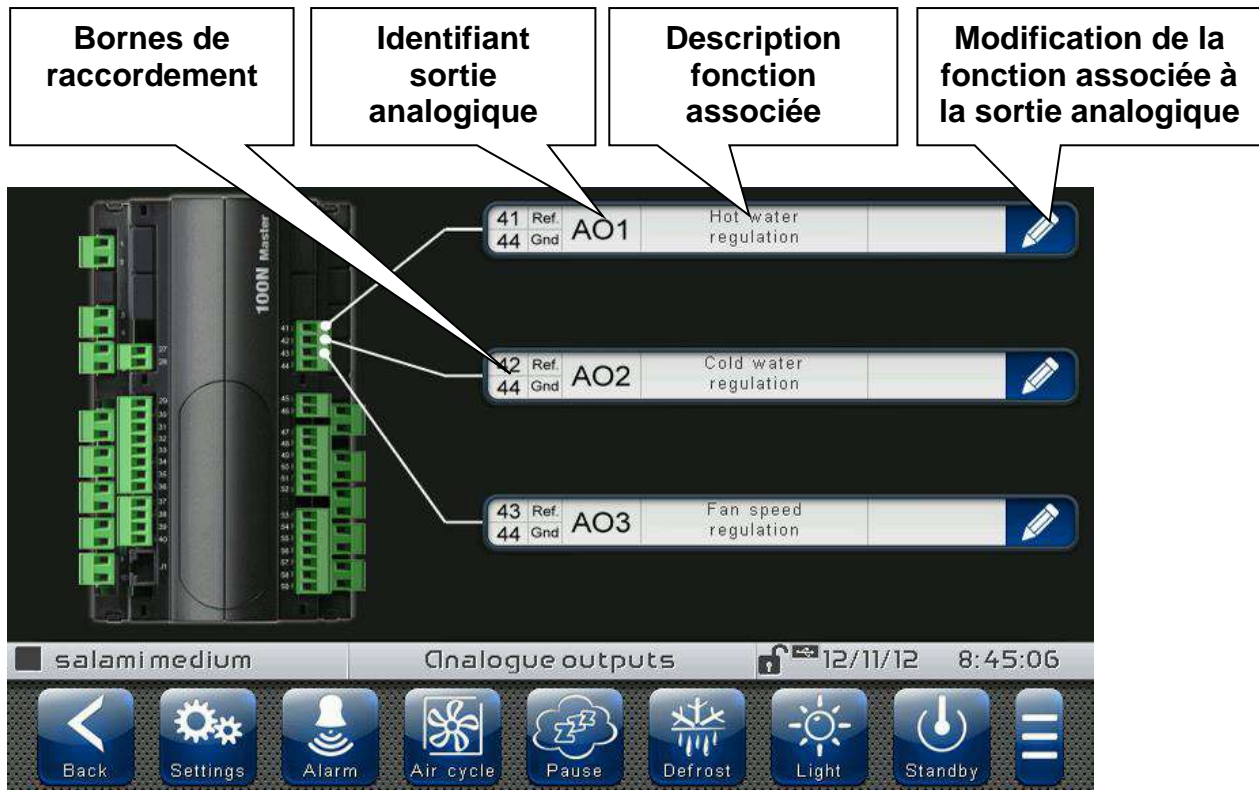 Bornes de
raccordement
Identifiant
sortie
analogique
Description
fonction
associée
Modification de la
fonction associée à
la sortie analogique
100N Master
41 Ref. AO1 Hot water
44 Gnd regulation
42 Ref. AO2 Cold water
44 Gnd regulation
43 Ref. AO3 Fan speed
44 Gnd regulation
salami medium Analogue outputs 12/11/12 8:45:06
Back Settings Alarm Air cycle Pause Defrost Light Standby